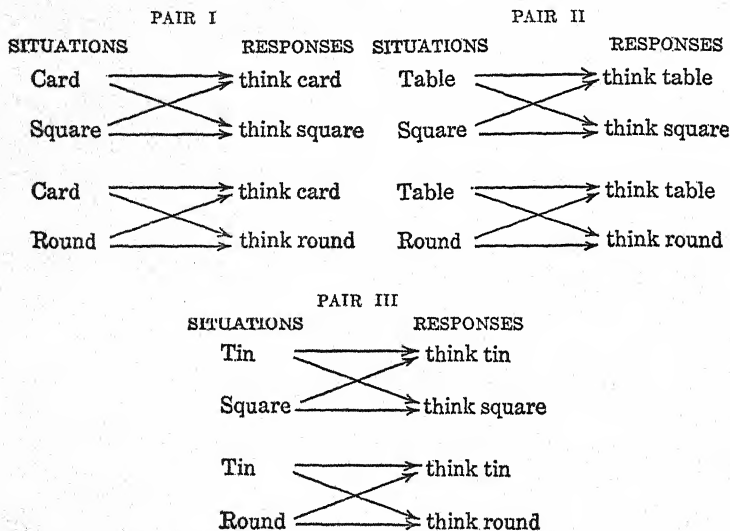 PAIR I
SITUATIONS RESPONSES
Card think card
Square think square
Card think card
Round think round
PAIR II
SITUATIONS RESPONSES
Table think table
Square think square
Table think table
Round think round
PAIR III
SITUATIONS RESPONSES
Tin think tin
Square think square
Tin think tin
Round think round